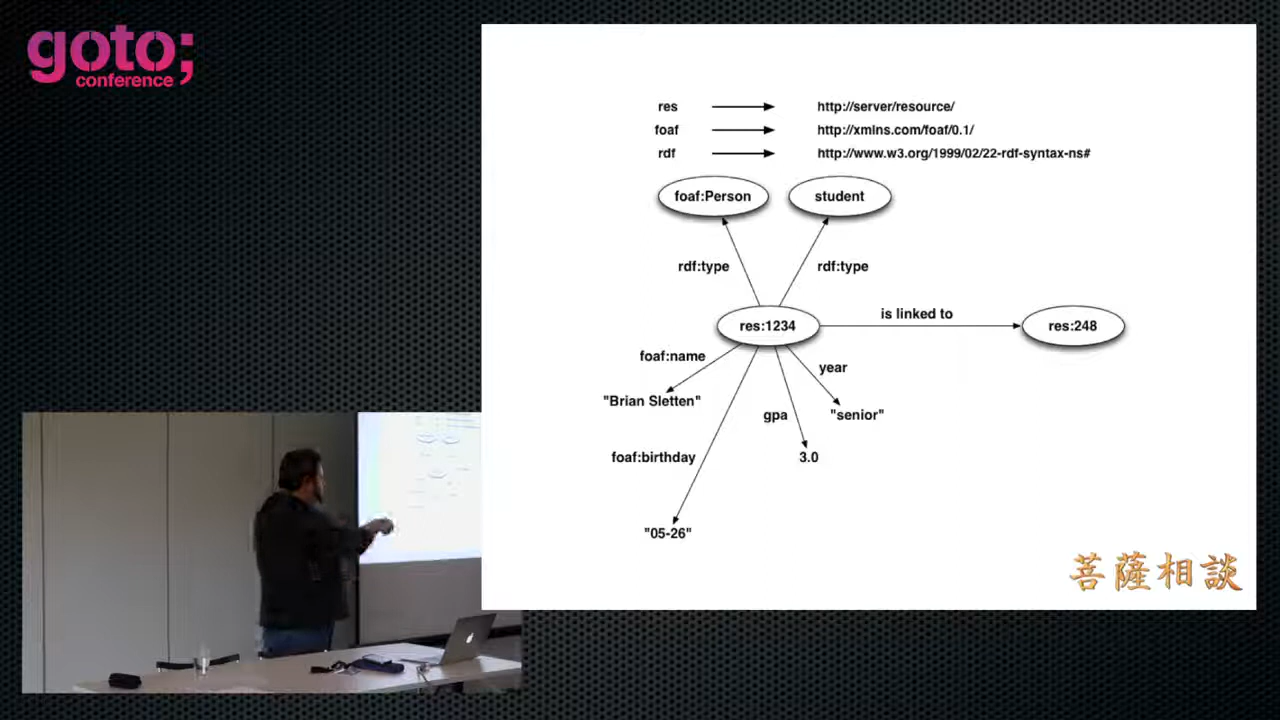 goto;
conference
res http://server/resource/
foaf http://xmlns.com/foaf/0.1/
rdf http://www.w3.org/1999/02/22-rdf-syntax-ns#
foaf:Person student
rdf:type rdf:type
is linked to
res:1234 res:248
foaf:name
year
"Brian Sletten"
gpa "senior"
foaf:birthday 3.0
"05-26"
菩薩相談